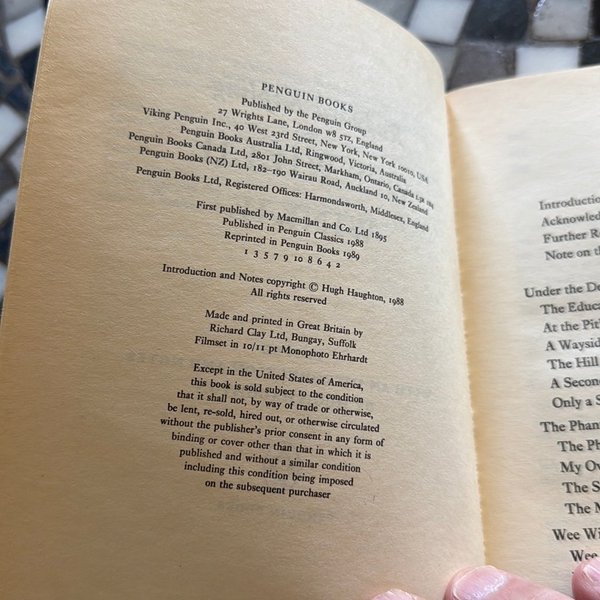 PENGUIN BOOKS
Published by the Penguin Group
27 Wrights Lane, London W8 5TZ, England
Viking Penguin Inc., 40 West 23rd Street, New York, New York 10010, USA
Penguin Books Australia Ltd, Ringwood, Victoria, Australia
Penguin Books Canada Ltd, 2801 John Street, Markham, Ontario, Canada
Penguin Books (NZ) Ltd, 182–190 Wairau Road, Auckland 10, New Zealand
Penguin Books Ltd, Registered Offices: Harmondsworth, Middlesex, England
First published by Macmillan and Co. Ltd 1895
Published in Penguin Classics 1988
Reprinted in Penguin Books 1989
1 3 5 7 9 10 8 6 4 2
Introduction and Notes copyright © Hugh Haughton, 1988
All rights reserved
Made and printed in Great Britain by
Richard Clay Ltd, Bungay, Suffolk
Filmset in 10/11 pt Monophoto Ehrhardt
Except in the United States of America,
this book is sold subject to the condition
that it shall not, by way of trade or otherwise,
be lent, re-sold, hired out, or otherwise circulated
without the publisher's prior consent in any form of
binding or cover other than that in which it is
published and without a similar condition
including this condition being imposed
on the subsequent purchaser
Introduction
Acknowled
Further Re
Note on th
Under the De
The Educa
At the Pit'
A Waysid
The Hill
A Secon
Only a S
The Phan
The Ph
My Ov
The S
The M
Wee Wi
Wee